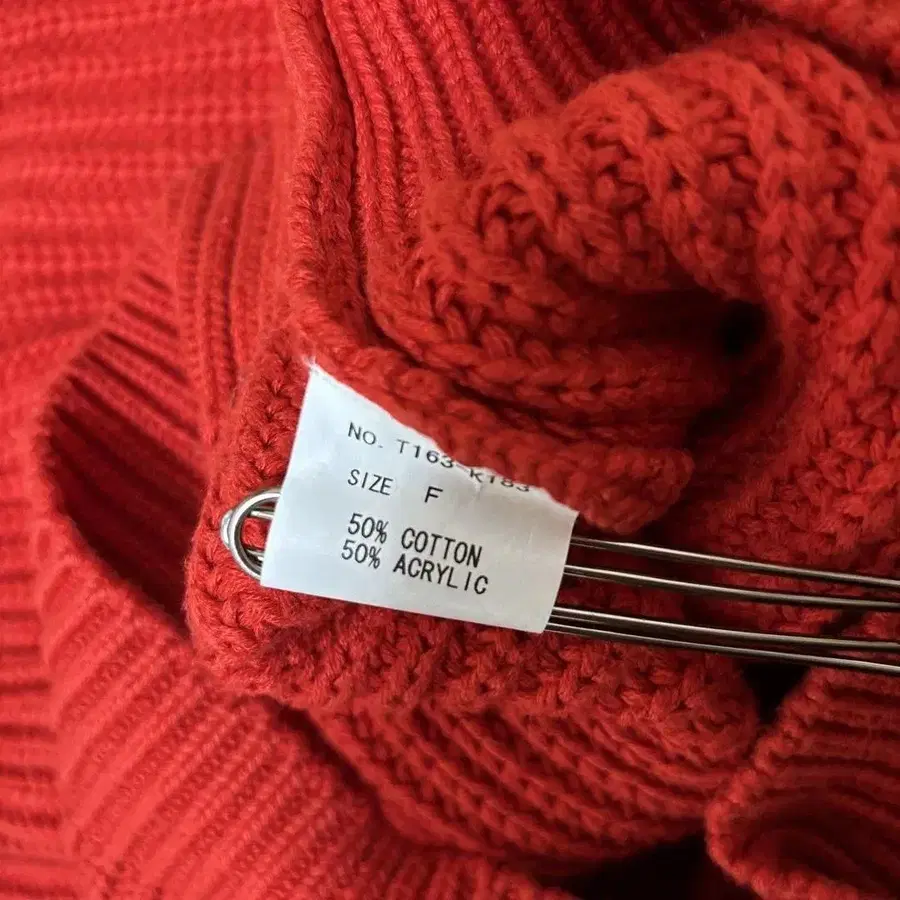 NO. T163-K183
SIZE F
50% COTTON
50% ACRYLIC